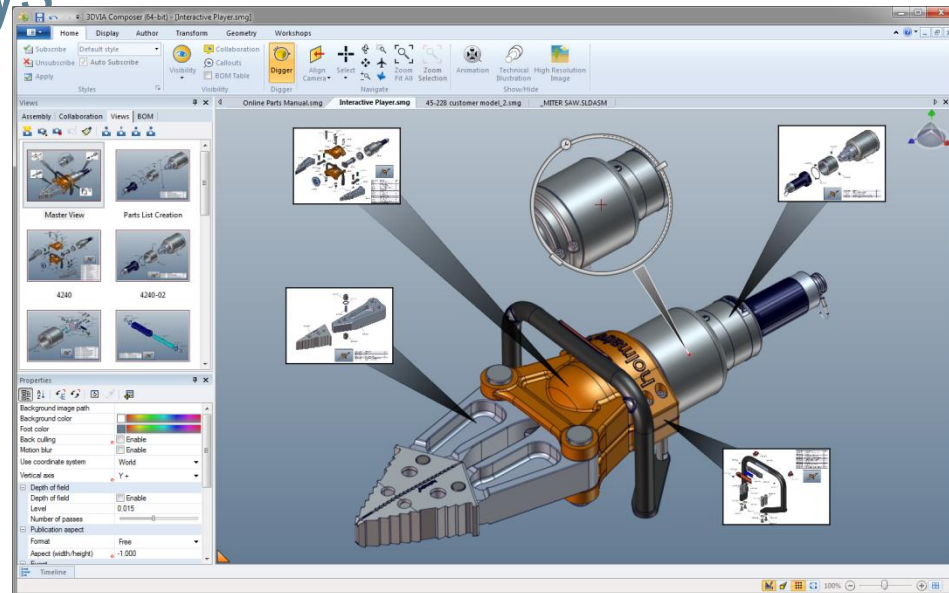 ys
3DVIA Composer (64-bit) - [Interactive Player.smg]
Home Display Author Transform Geometry Workshops
Subscribe Default style
Unsubscribe Auto Subscribe
Apply
Visibility
Collaboration
Callouts
BOM Table
Digger
Align Camera
Select
Zoom Fit All
Zoom Selection
Animation
Technical Illustration
High Resolution Image
Styles Visibility Digger Navigate Show/Hide
Views
Online Parts Manual.smg Interactive Player.smg 45-228 customer model_2.smg _MITER SAW.SLDASM
Assembly Collaboration Views BOM
Master View Parts List Creation
4240 4240-02
holmatro
Properties
Background image path
Background color
Foot color
Back culling Enable
Motion blur Enable
Use coordinate system World
Vertical axis Y +
Depth of field
Depth of field Enable
Level 0.015
Number of passes
Publication aspect
Format Free
Aspect (width/height) -1.000
Event
Timeline
100%